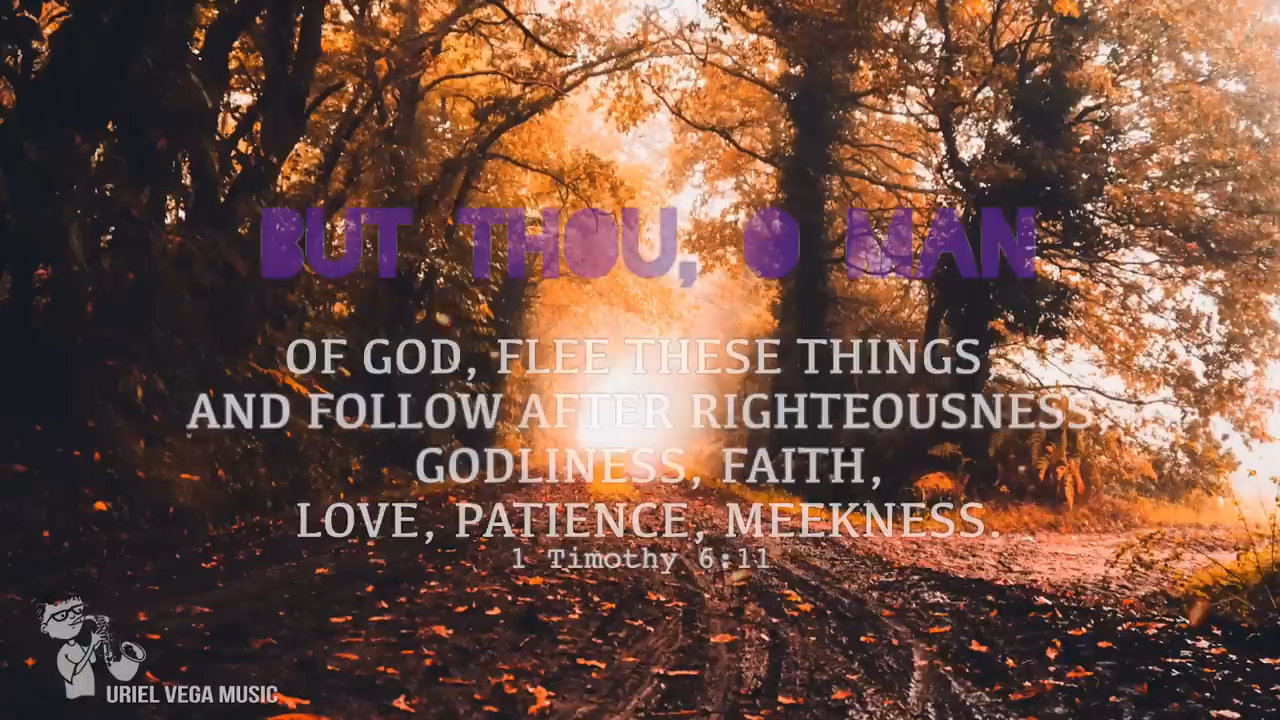 BUT THOU, O MAN
OF GOD, FLEE THESE THINGS
AND FOLLOW AFTER RIGHTEOUSNESS,
GODLINESS, FAITH,
LOVE, PATIENCE, MEEKNESS.
1 Timothy 6:11
URIEL VEGA MUSIC